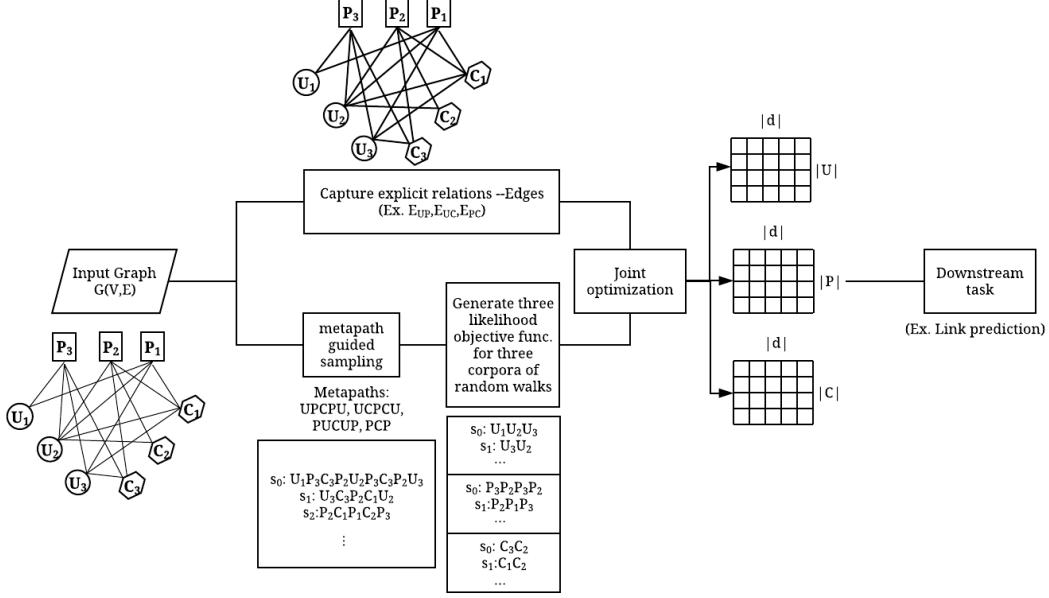 P3 P2 P1
U1
C1
U2
C2
U3
C3
Capture explicit relations --Edges
(Ex. EUP,EUC,EPC)
Input Graph
G(V,E)
P3 P2 P1
U1
C1
U2
C2
U3
C3
metapath
guided
sampling
Metapaths:
UPCPU, UCPCU,
PUCUP, PCP
s0: U1P3C3P2U2P3C3P2U3
s1: U3C3P2C1U2
s2:P2C1P1C2P3
⋮
Generate three
likelihood
objective func.
for three
corpora of
random walks
s0: U1U2U3
s1: U3U2
...
s0: P3P2P3P2
s1:P2P1P3
...
s0: C3C2
s1:C1C2
...
Joint
optimization
|d|
|U|
|d|
|P|
|d|
|C|
Downstream
task
(Ex. Link prediction)